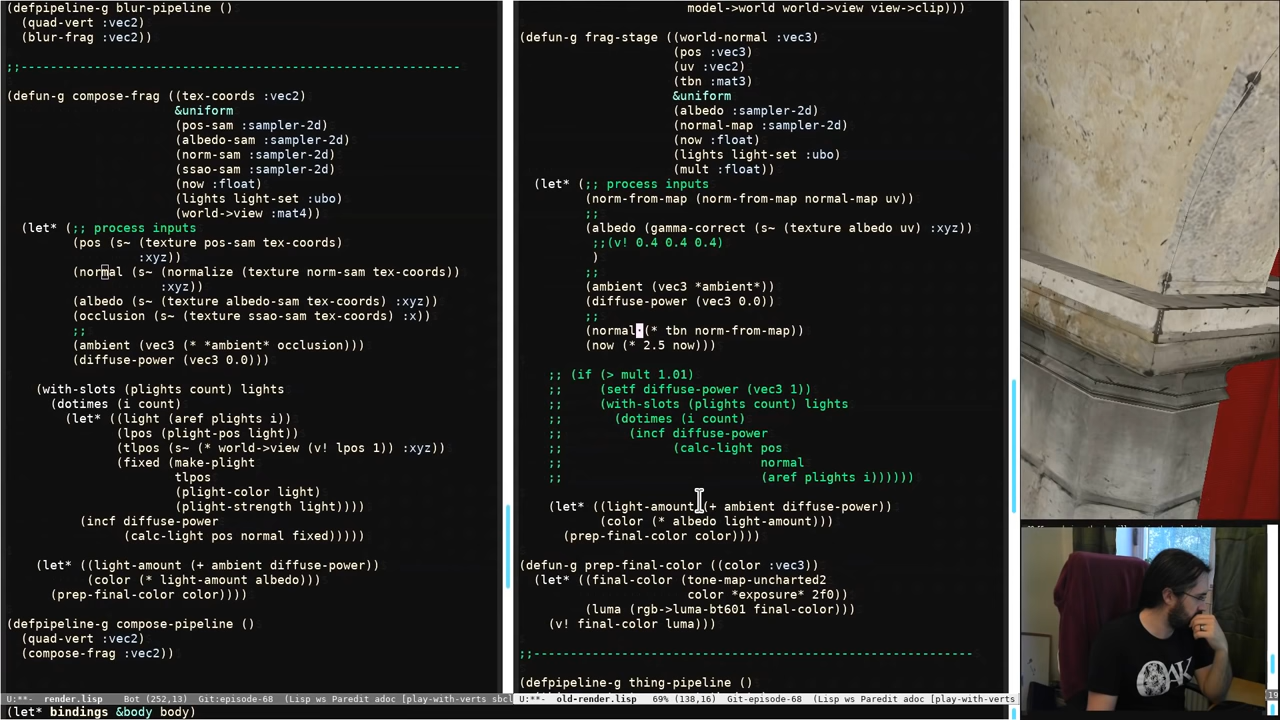 (defpipeline-g blur-pipeline ()
  (quad-vert :vec2)
  (blur-frag :vec2))
;;------------------------------------------------------------
(defun-g compose-frag ((tex-coords :vec2)
                       &uniform
                       (pos-sam :sampler-2d)
                       (albedo-sam :sampler-2d)
                       (norm-sam :sampler-2d)
                       (ssao-sam :sampler-2d)
                       (now :float)
                       (lights light-set :ubo)
                       (world->view :mat4))
  (let* (;; process inputs
         (pos (s~ (texture pos-sam tex-coords)
                  :xyz))
         (normal (s~ (normalize (texture norm-sam tex-coords))
                     :xyz))
         (albedo (s~ (texture albedo-sam tex-coords) :xyz))
         (occlusion (s~ (texture ssao-sam tex-coords) :x))
         ;;
         (ambient (vec3 (* *ambient* occlusion)))
         (diffuse-power (vec3 0.0)))
    (with-slots (plights count) lights
      (dotimes (i count)
        (let* ((light (aref plights i))
               (lpos (plight-pos light))
               (tlpos (s~ (* world->view (v! lpos 1)) :xyz))
               (fixed (make-plight
                       tlpos
                       (plight-color light)
                       (plight-strength light))))
          (incf diffuse-power
                (calc-light pos normal fixed)))))
    (let* ((light-amount (+ ambient diffuse-power))
           (color (* light-amount albedo)))
      (prep-final-color color))))
(defpipeline-g compose-pipeline ()
  (quad-vert :vec2)
  (compose-frag :vec2))
U:**-  render.lisp    Bot (252,13)   Git:episode-68  (Lisp ws Paredit adoc [play-with-verts sbcl
(let* bindings &body body)
                       model->world world->view view->clip)))
(defun-g frag-stage ((world-normal :vec3)
                     (pos :vec3)
                     (uv :vec2)
                     (tbn :mat3)
                     &uniform
                     (albedo :sampler-2d)
                     (normal-map :sampler-2d)
                     (now :float)
                     (lights light-set :ubo)
                     (mult :float))
  (let* (;; process inputs
         (norm-from-map (norm-from-map normal-map uv))
         ;;
         (albedo (gamma-correct (s~ (texture albedo uv) :xyz))
          ;;(v! 0.4 0.4 0.4)
          )
         ;;
         (ambient (vec3 *ambient*))
         (diffuse-power (vec3 0.0))
         ;;
         (normal (* tbn norm-from-map))
         (now (* 2.5 now)))
    ;; (if (> mult 1.01)
    ;;     (setf diffuse-power (vec3 1))
    ;;     (with-slots (plights count) lights
    ;;       (dotimes (i count)
    ;;         (incf diffuse-power
    ;;               (calc-light pos
    ;;                           normal
    ;;                           (aref plights i))))))
    (let* ((light-amount (+ ambient diffuse-power))
           (color (* albedo light-amount)))
      (prep-final-color color))))
(defun-g prep-final-color ((color :vec3))
  (let* ((final-color (tone-map-uncharted2
                       color *exposure* 2f0))
         (luma (rgb->luma-bt601 final-color)))
    (v! final-color luma)))
;;--------------------------------------------------------------
(defpipeline-g thing-pipeline ()
U:**-  old-render.lisp   69% (138,16)   Git:episode-68  (Lisp ws Paredit adoc [play-with-verts
OAK
19